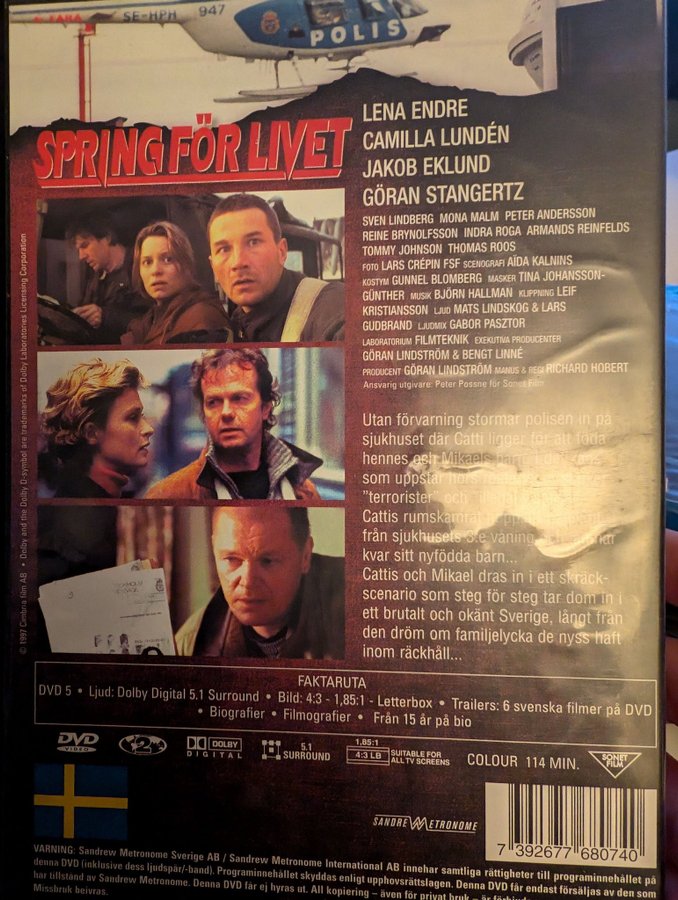 SE-HPH 947
POLIS
SPRING FÖR LIVET
LENA ENDRE
CAMILLA LUNDÉN
JAKOB EKLUND
GÖRAN STANGERTZ
SVEN LINDBERG MONA MALM PETER ANDERSSON
REINE BRYNOLFSSON INDRA ROGA ARMANDS REINFELDS
TOMMY JOHNSON THOMAS ROOS
FOTO LARS CRÉPIN FSF SCENOGRAFI AÏDA KALNINS
KOSTYM GUNNEL BLOMBERG MASKER TINA JOHANSSON-
GÜNTHER MUSIK BJÖRN HALLMAN KLIPPNING LEIF
KRISTIANSSON LJUD MATS LINDSKOG & LARS
GUDBRAND LJUDMIX GABOR PASZTOR
LABORATORIUM FILMTEKNIK EXEKUTIVA PRODUCENTER
GÖRAN LINDSTRÖM & BENGT LINNÉ
PRODUCENT GÖRAN LINDSTRÖM MANUS & REGI RICHARD HOBERT
Ansvarig utgivare: Peter Possne för Sonet Film
Utan förvarning stormar polisen in på
sjukhuset där Catti ligger för att föda
hennes och Mikaels
som uppstår hörs
"terrorister" och
Cattis rumskamrat
från sjukhusets 3:e våning
kvar sitt nyfödda barn...
Cattis och Mikael dras in i ett skräck-
scenario som steg för steg tar dom in i
ett brutalt och okänt Sverige, långt från
den dröm om familjelycka de nyss haft
inom räckhåll...
© 1997 Cimbria film AB • Dolby and the Dolby D-symbol are trademarks of Dolby Laboratories Licensing Corporation
FAKTARUTA
DVD 5 • Ljud: Dolby Digital 5.1 Surround • Bild: 4:3 - 1,85:1 - Letterbox • Trailers: 6 svenska filmer på DVD
• Biografier • Filmografier • Från 15 år på bio
DVD VIDEO
2
DOLBY DIGITAL
5.1 SURROUND
1,85:1
4:3 LB
SUITABLE FOR ALL TV SCREENS
COLOUR 114 MIN.
SONET FILM
SANDREW METRONOME
7 392677 680740
VARNING: Sandrew Metronome Sverige AB / Sandrew Metronome International AB innehar samtliga rättigheter till programinnehållet på
denna DVD (inklusive dess ljudspår/-band). Programinnehållet skyddas enligt upphovsrättslagen. Denna DVD får endast försäljas av den som
har tillstånd av Sandrew Metronome. Denna DVD får ej hyras ut. All kopiering – även för privat bruk – är
Missbruk beivras.